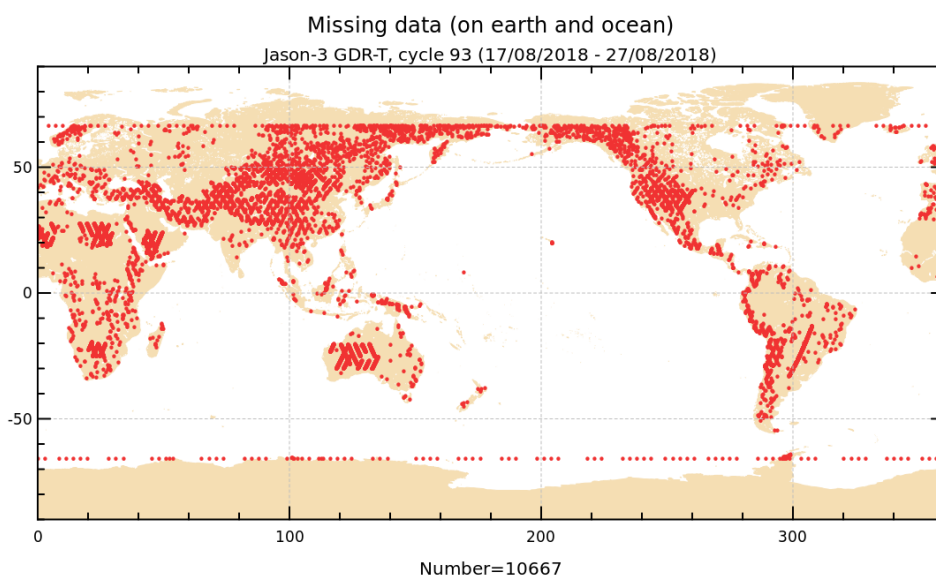 Missing data (on earth and ocean)
Jason-3 GDR-T, cycle 93 (17/08/2018 - 27/08/2018)
50
0
-50
0 100 200 300
Number=10667